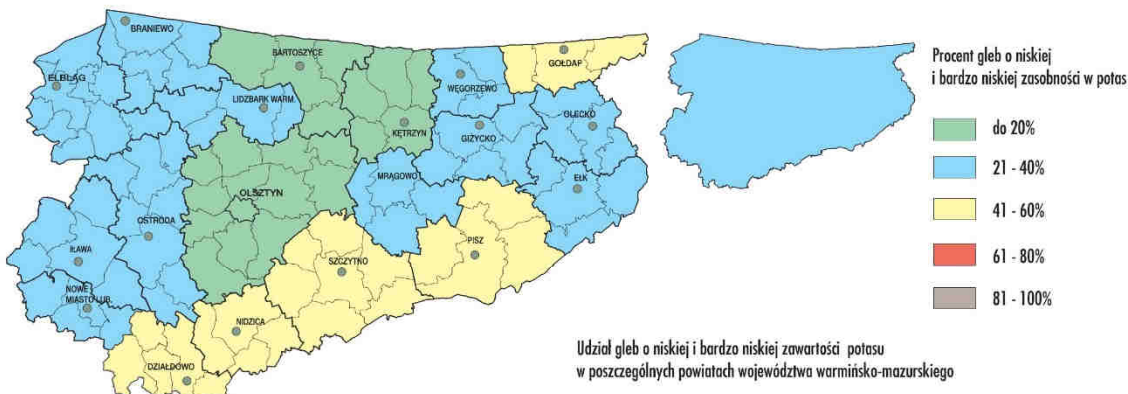 BRANIEWO
BARTOSZYCE
GOŁDAP
ELBLĄG
WĘGORZEWO
LIDZBARK WARM.
OLECKO
KĘTRZYN
GIŻYCKO
MRĄGOWO
EŁK
OLSZTYN
OSTRÓDA
IŁAWA
PISZ
SZCZYTNO
NOWE
MIASTO LUB.
NIDZICA
DZIAŁDOWO
Procent gleb o niskiej
i bardzo niskiej zasobności w potas
do 20%
21 - 40%
41 - 60%
61 - 80%
81 - 100%
Udział gleb o niskiej i bardzo niskiej zawartości potasu
w poszczególnych powiatach województwa warmińsko-mazurskiego